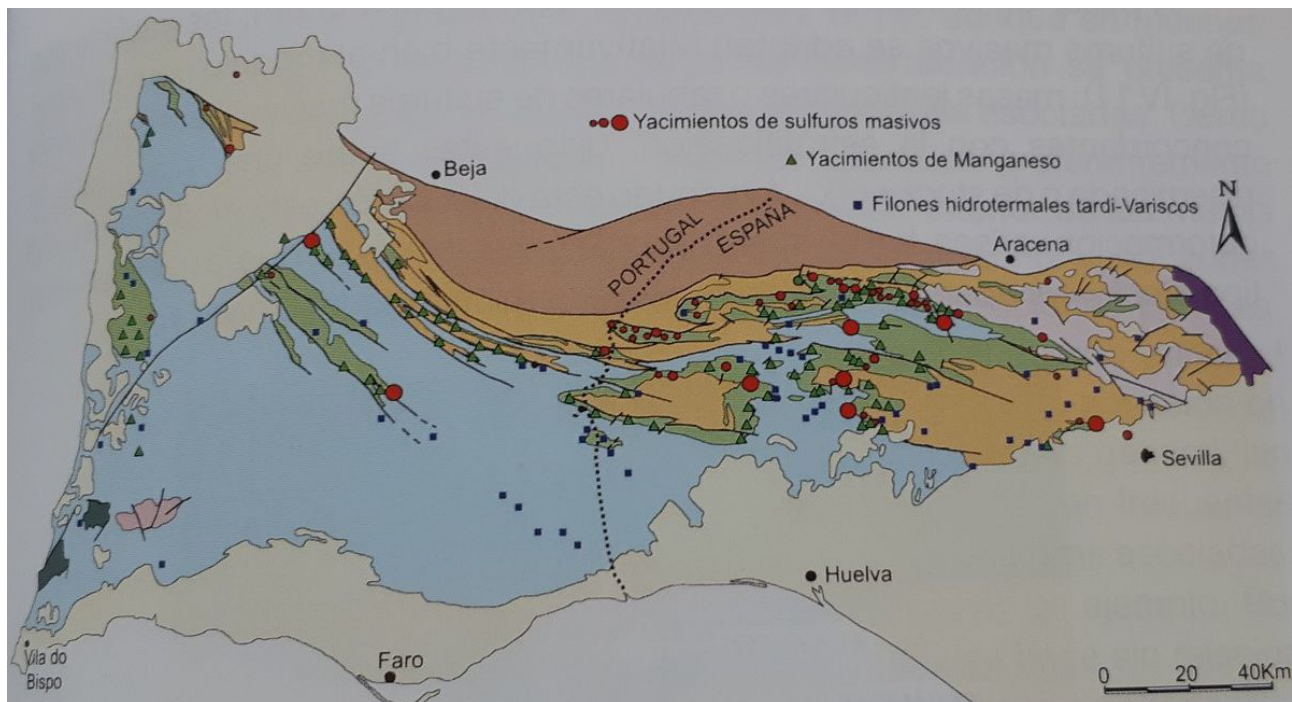 Yacimientos de sulfuros masivos
Yacimientos de Manganeso
Filones hidrotermales tardi-Variscos
N
Beja
PORTUGAL
ESPAÑA
Aracena
Sevilla
Huelva
Vila do
Bispo
Faro
0 20 40Km